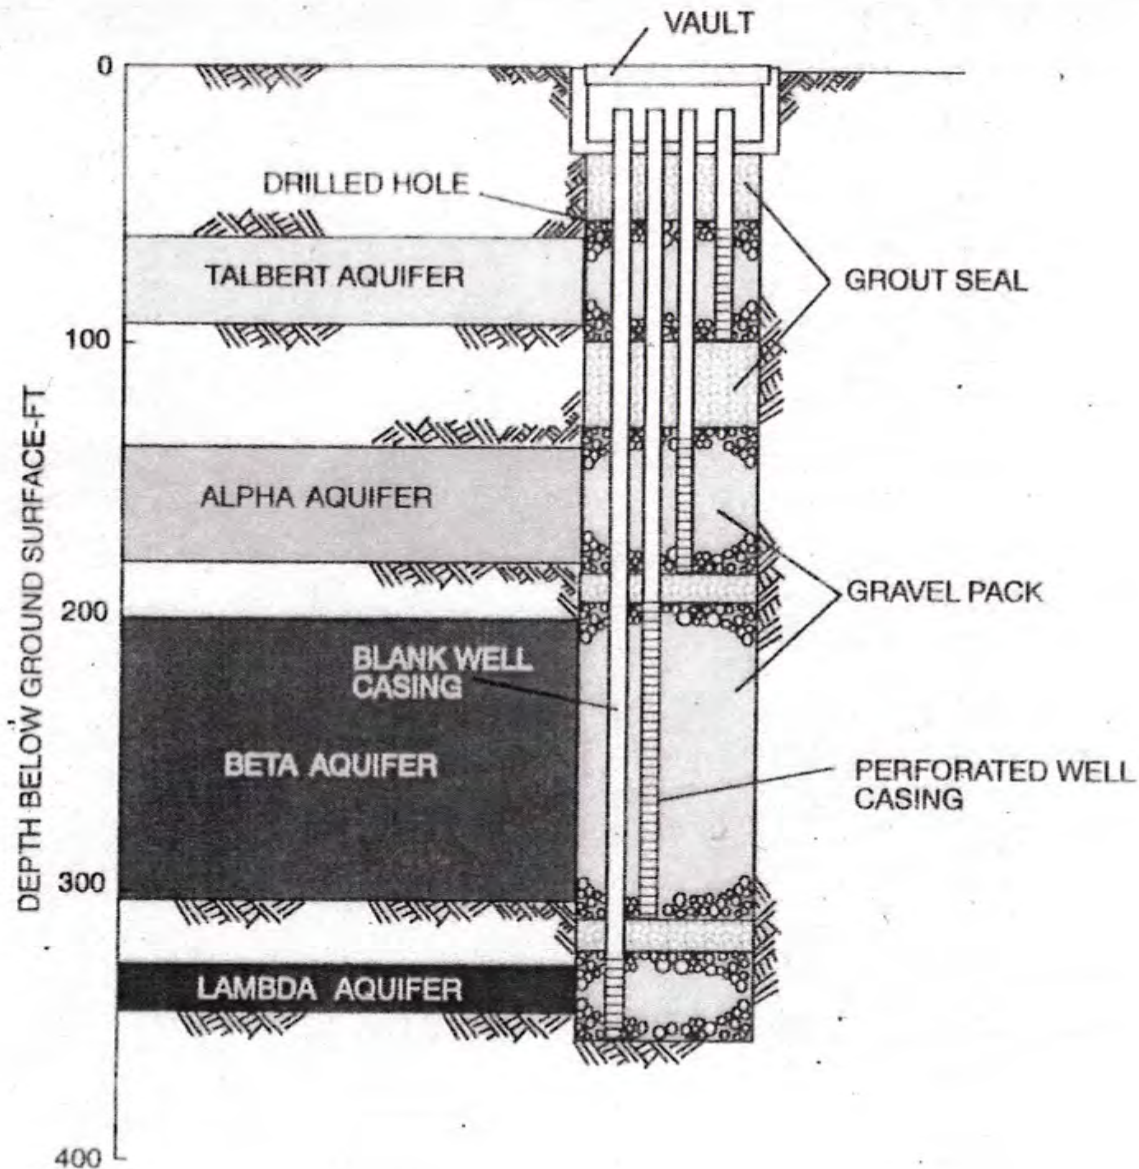 VAULT
0
DRILLED HOLE
TALBERT AQUIFER
GROUT SEAL
100
ALPHA AQUIFER
GRAVEL PACK
200
BLANK WELL
CASING
BETA AQUIFER
PERFORATED WELL
CASING
300
LAMBDA AQUIFER
400
DEPTH BELOW GROUND SURFACE-FT